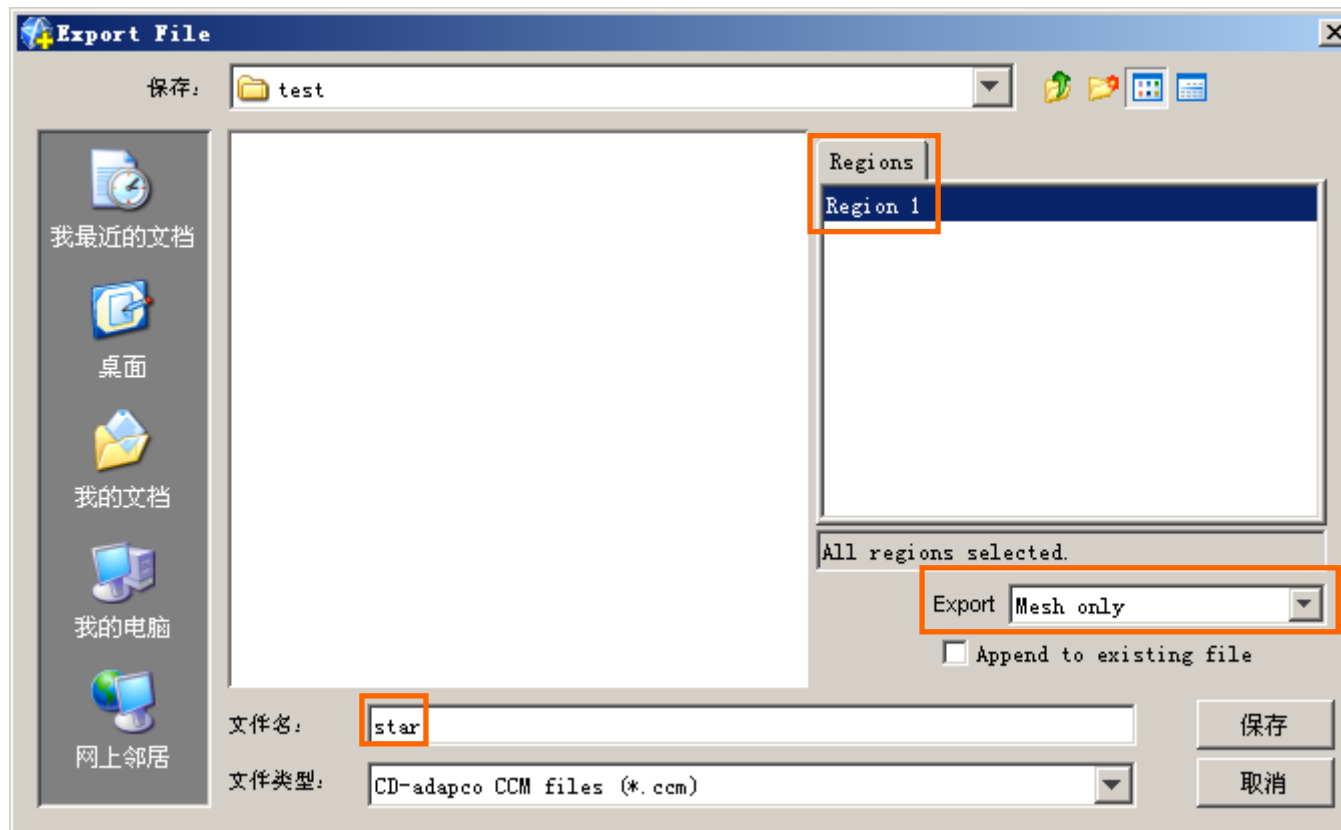 Export File
保存:
test
我最近的文档
桌面
我的文档
我的电脑
网上邻居
Regions
Region 1
All regions selected.
Export Mesh only
Append to existing file
文件名: star
保存
文件类型: CD-adapco CCM files (*.ccm)
取消